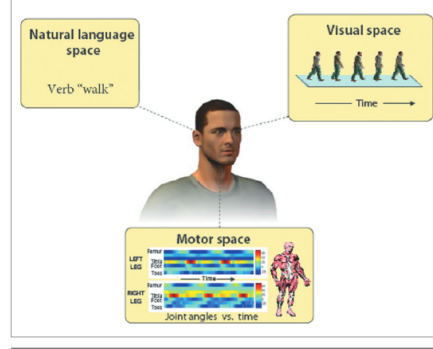 Natural language
space
Verb "walk"
Visual space
Time
Motor space
Femur
LEFT
LEG
Tibia
Foot
Toes
Time
Femur
RIGHT
LEG
Tibia
Foot
Toes
Joint angles vs. time